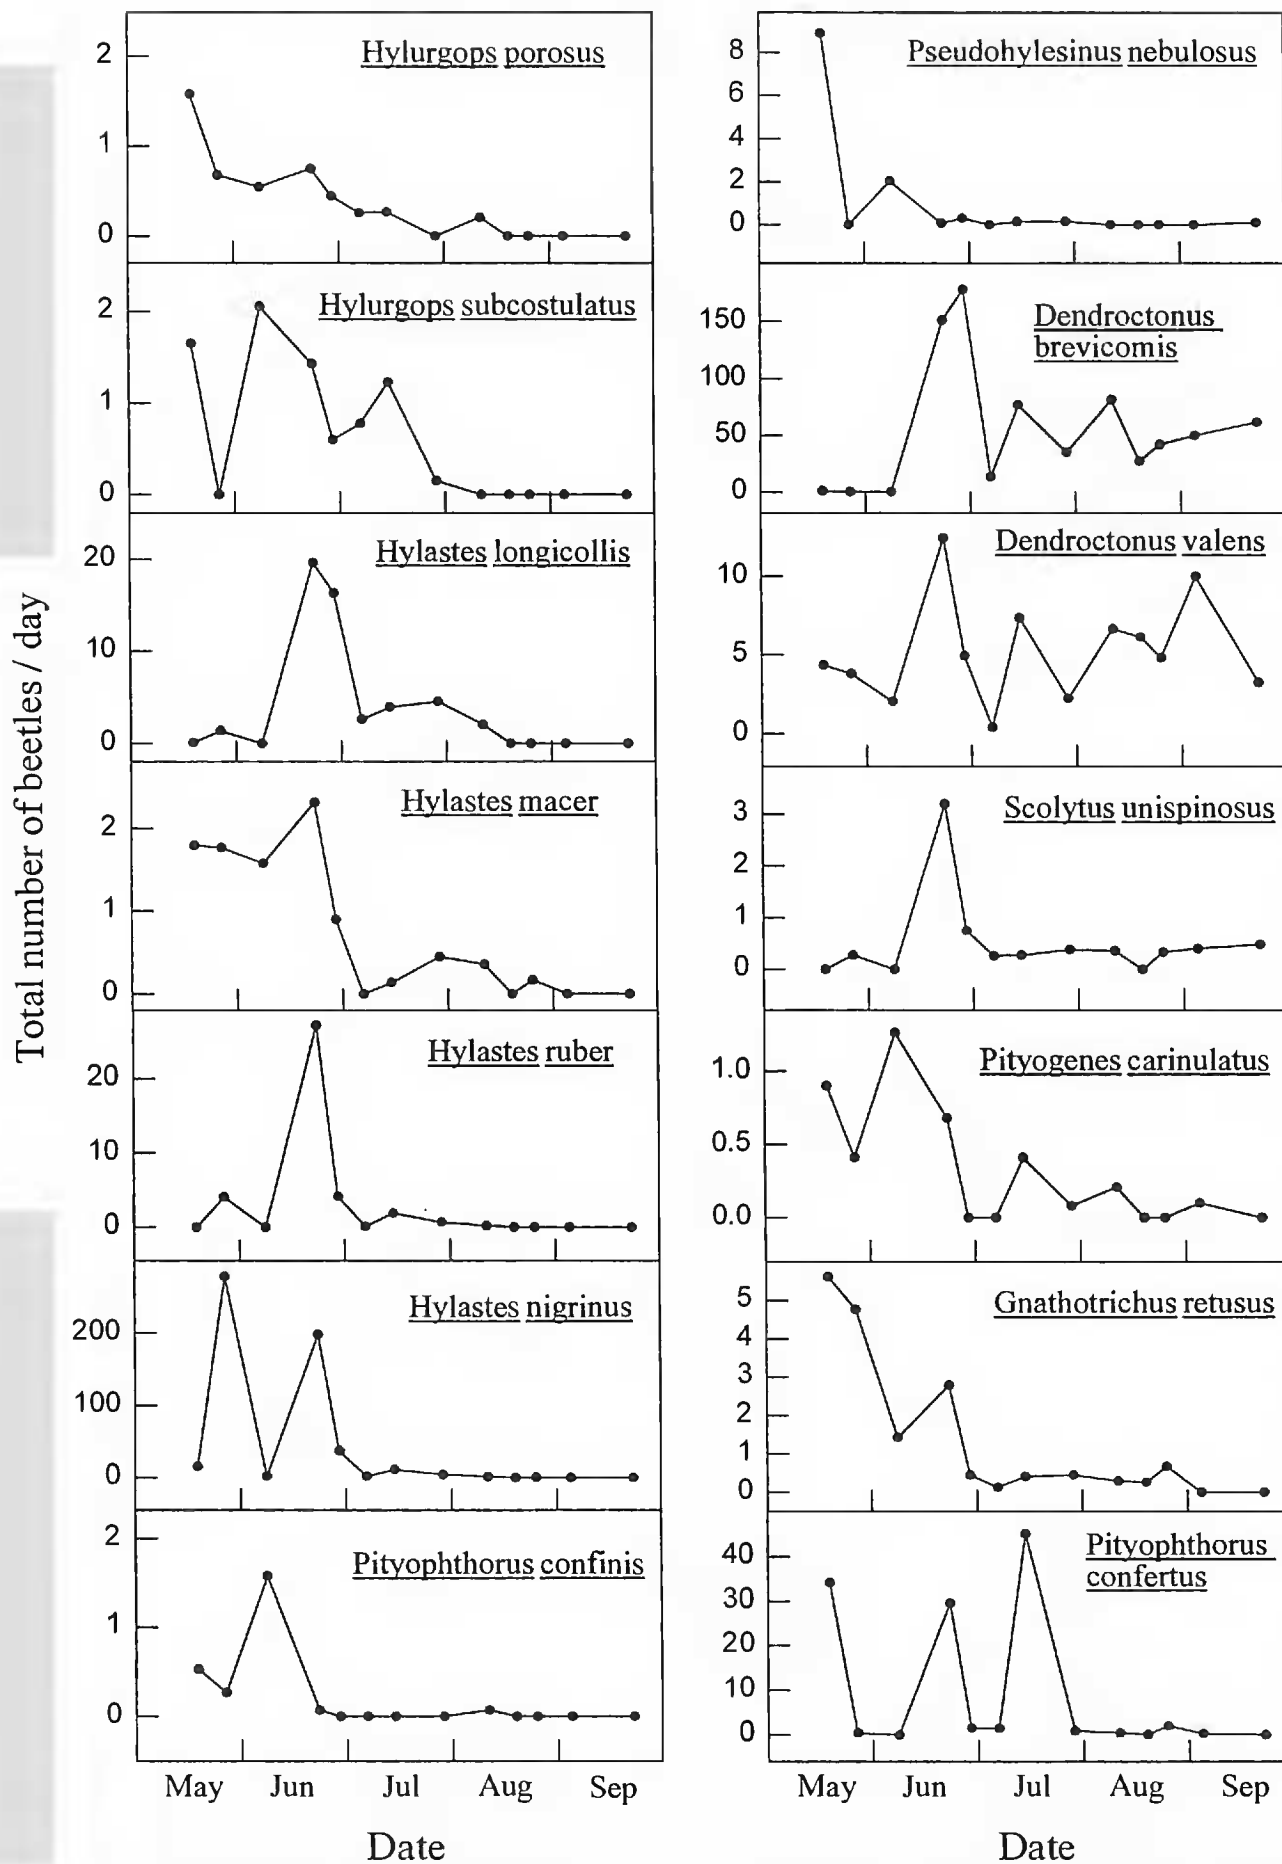 Total number of beetles / day
Hylurgops porosus
2
1
0
Hylurgops subcostulatus
2
1
0
Hylastes longicollis
20
10
0
Hylastes macer
2
1
0
Hylastes ruber
20
10
0
Hylastes nigrinus
200
100
0
Pityophthorus confinis
2
1
0
May Jun Jul Aug Sep
Date
Pseudohylesinus nebulosus
8
6
4
2
0
Dendroctonus
brevicomis
150
100
50
0
Dendroctonus valens
10
5
0
Scolytus unispinosus
3
2
1
0
Pityogenes carinulatus
1.0
0.5
0.0
Gnathotrichus retusus
5
4
3
2
1
0
Pityophthorus
confertus
40
30
20
10
0
May Jun Jul Aug Sep
Date